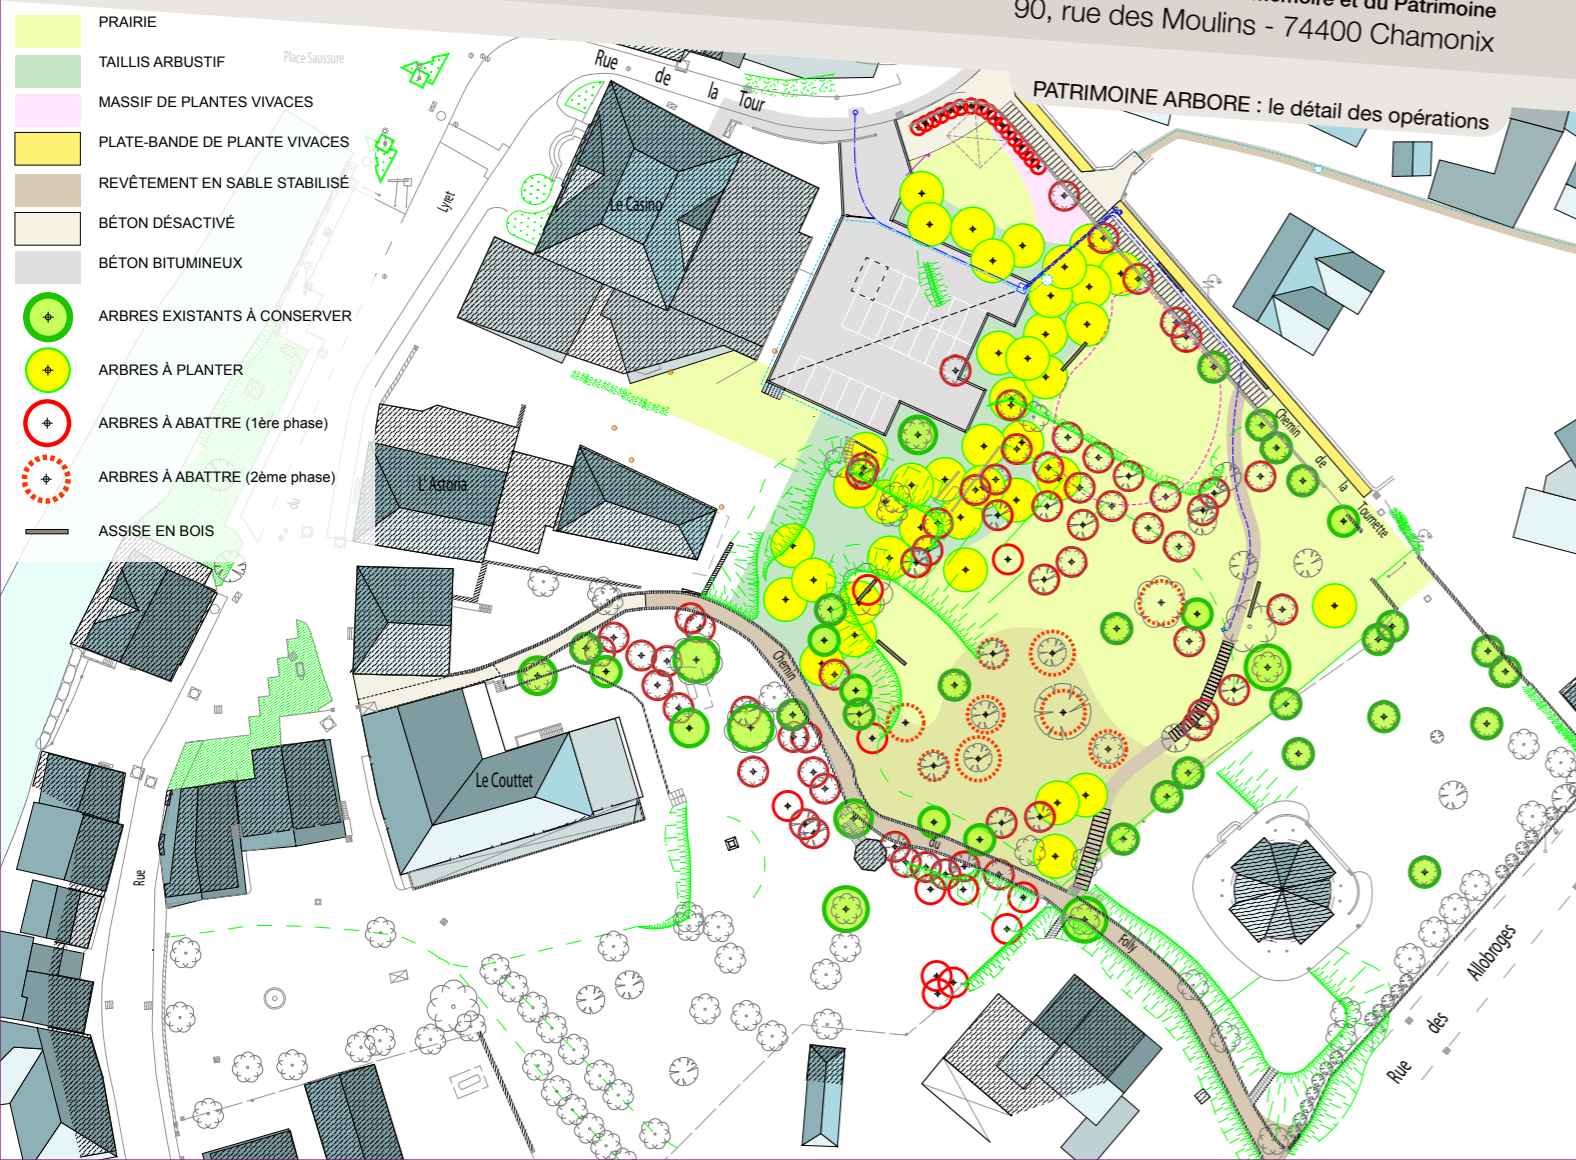 et du Patrimoine
90, rue des Moulins - 74400 Chamonix
PATRIMOINE ARBORE : le détail des opérations
PRAIRIE
TAILLIS ARBUSTIF
MASSIF DE PLANTES VIVACES
PLATE-BANDE DE PLANTE VIVACES
REVÊTEMENT EN SABLE STABILISÉ
BÉTON DÉSACTIVÉ
BÉTON BITUMINEUX
ARBRES EXISTANTS À CONSERVER
ARBRES À PLANTER
ARBRES À ABATTRE (1ère phase)
ARBRES À ABATTRE (2ème phase)
ASSISE EN BOIS
Place Saussure
Rue de la Tour
Lyret
Le Casino
du
L'Astoria
Chemin de la Tournette
Le Couttet
Rue
Chemin du Folly
Rue des Allobroges